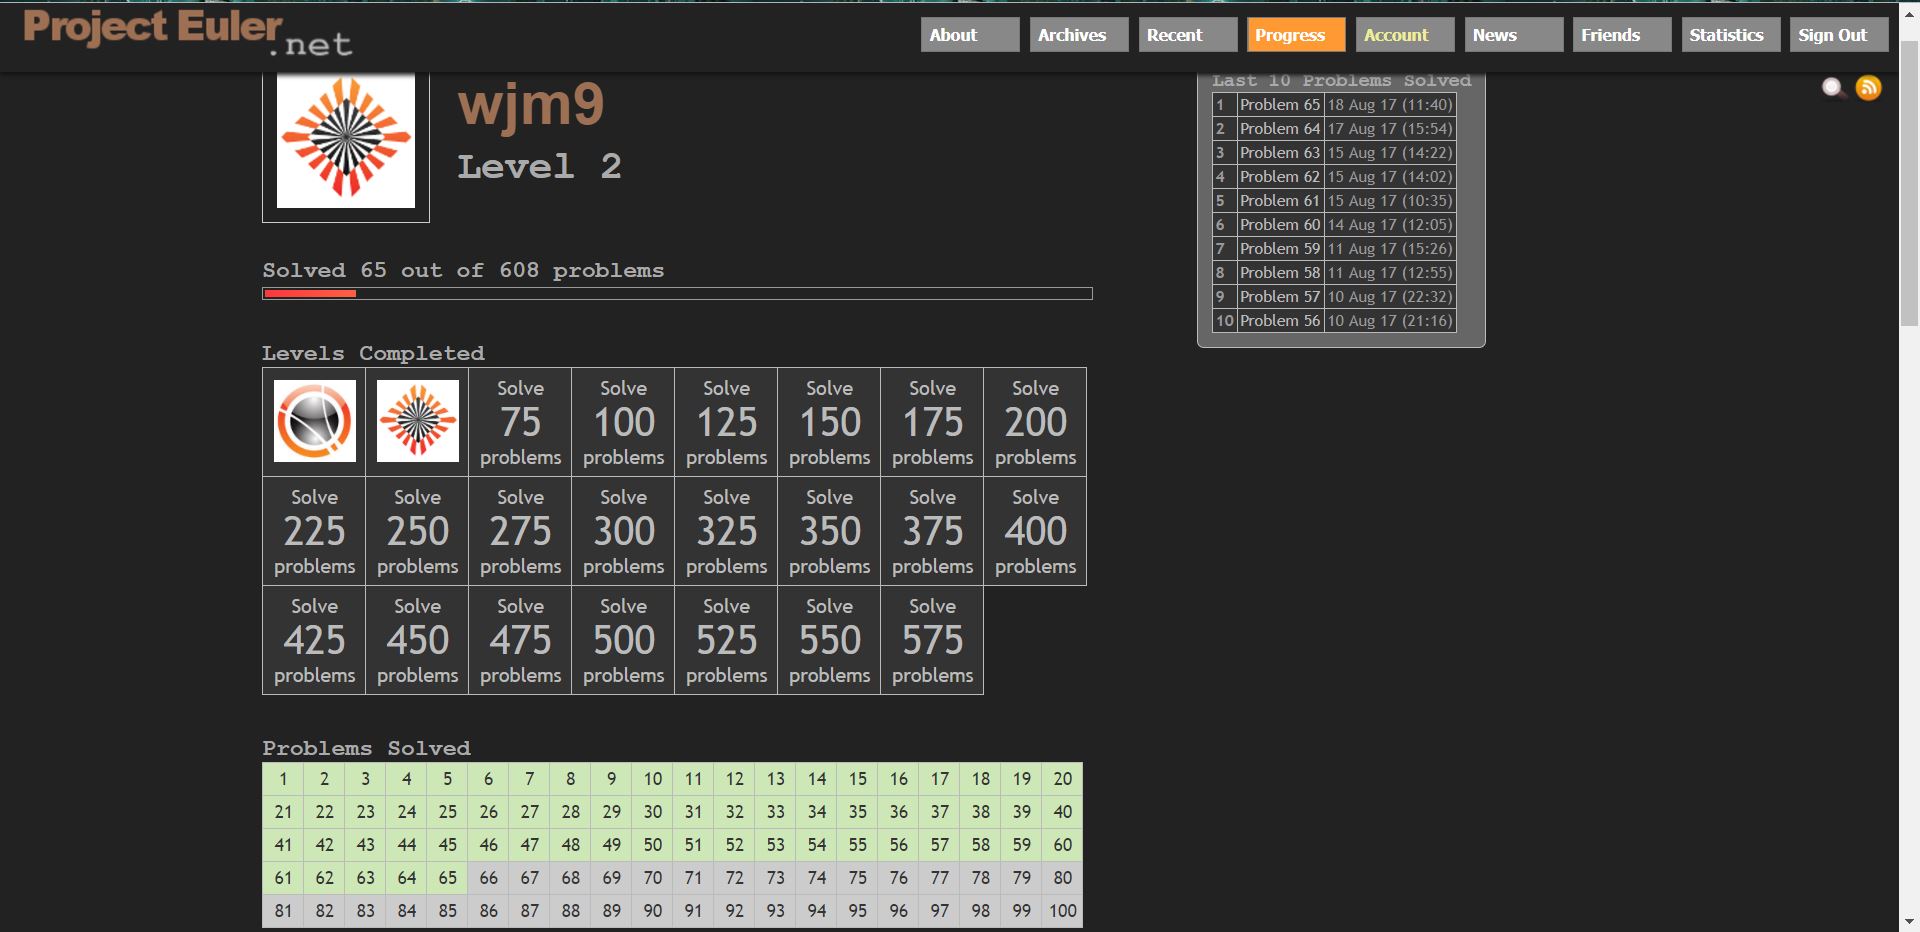 Project Euler.net
About Archives Recent Progress Account News Friends Statistics Sign Out
wjm9
Level 2
Last 10 Problems Solved
1 Problem 65 18 Aug 17 (11:40)
2 Problem 64 17 Aug 17 (15:54)
3 Problem 63 15 Aug 17 (14:22)
4 Problem 62 15 Aug 17 (14:02)
5 Problem 61 15 Aug 17 (10:35)
6 Problem 60 14 Aug 17 (12:05)
7 Problem 59 11 Aug 17 (15:26)
8 Problem 58 11 Aug 17 (12:55)
9 Problem 57 10 Aug 17 (22:32)
10 Problem 56 10 Aug 17 (21:16)
Solved 65 out of 608 problems
Levels Completed
Solve Solve Solve Solve Solve Solve
75 100 125 150 175 200
problems problems problems problems problems problems
Solve Solve Solve Solve Solve Solve Solve Solve
225 250 275 300 325 350 375 400
problems problems problems problems problems problems problems problems
Solve Solve Solve Solve Solve Solve Solve
425 450 475 500 525 550 575
problems problems problems problems problems problems problems
Problems Solved
1 2 3 4 5 6 7 8 9 10 11 12 13 14 15 16 17 18 19 20
21 22 23 24 25 26 27 28 29 30 31 32 33 34 35 36 37 38 39 40
41 42 43 44 45 46 47 48 49 50 51 52 53 54 55 56 57 58 59 60
61 62 63 64 65 66 67 68 69 70 71 72 73 74 75 76 77 78 79 80
81 82 83 84 85 86 87 88 89 90 91 92 93 94 95 96 97 98 99 100